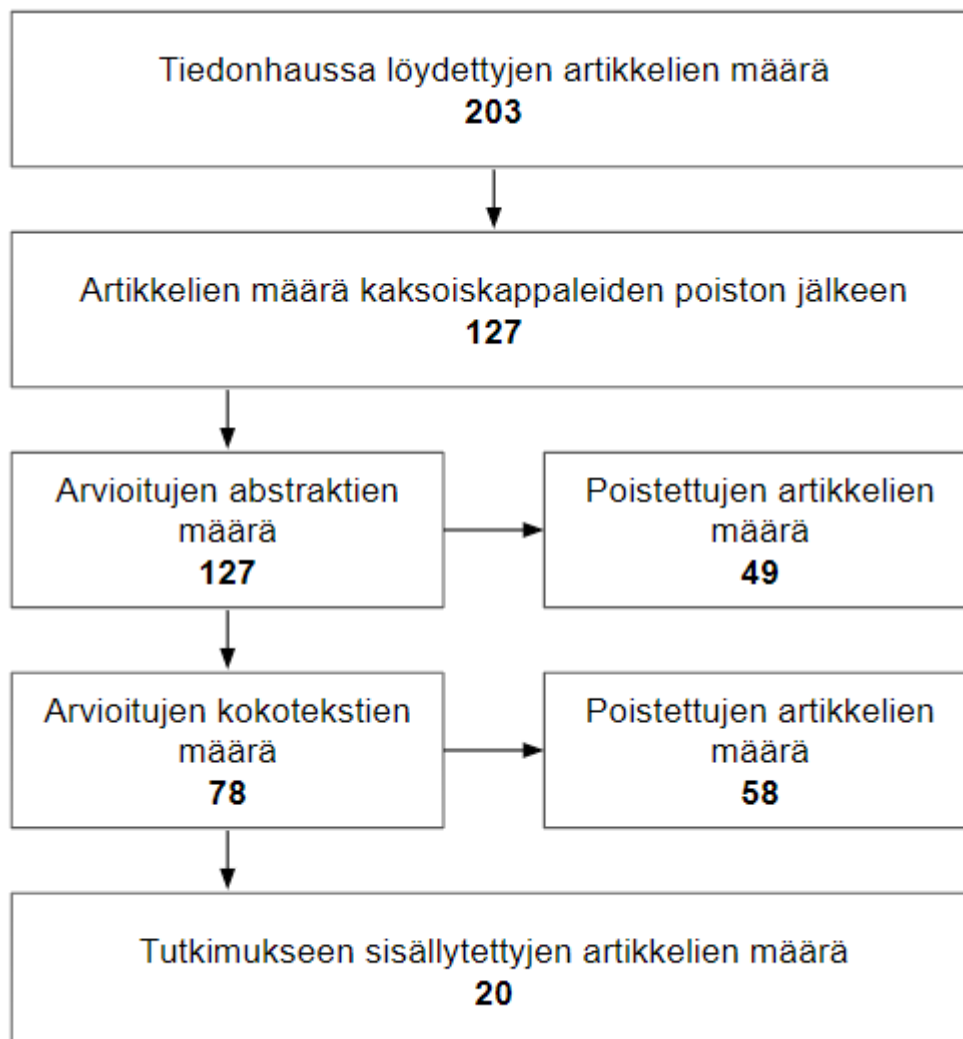 Tiedonhaussa löydettyjen artikkelien määrä
203
Artikkelien määrä kaksoiskappaleiden poiston jälkeen
127
Arvioitujen abstraktien
määrä
127
Poistettujen artikkelien
määrä
49
Arvioitujen kokotekstien
määrä
78
Poistettujen artikkelien
määrä
58
Tutkimukseen sisällytettyjen artikkelien määrä
20